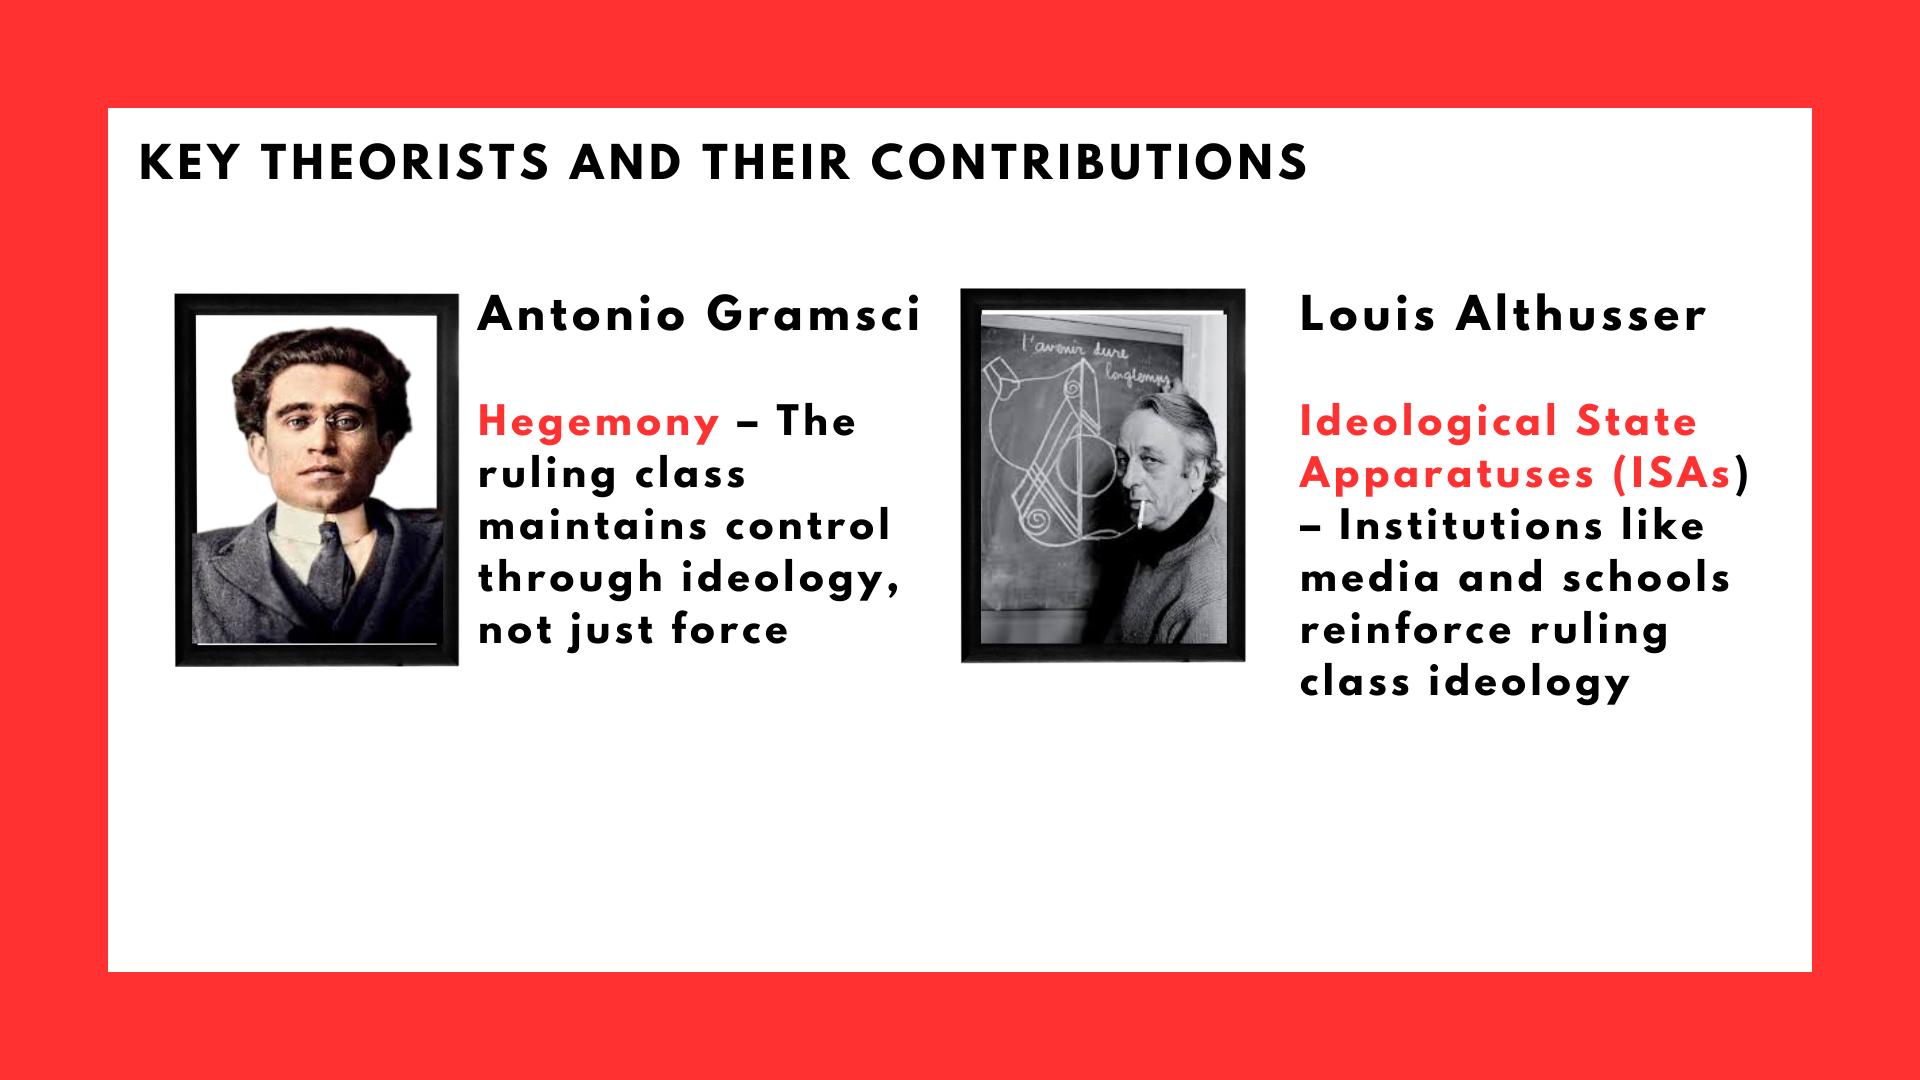 KEY THEORISTS AND THEIR CONTRIBUTIONS
Antonio Gramsci
Hegemony – The
ruling class
maintains control
through ideology,
not just force
l'avenir dure
longtemps
Louis Althusser
Ideological State
Apparatuses (ISAs)
– Institutions like
media and schools
reinforce ruling
class ideology